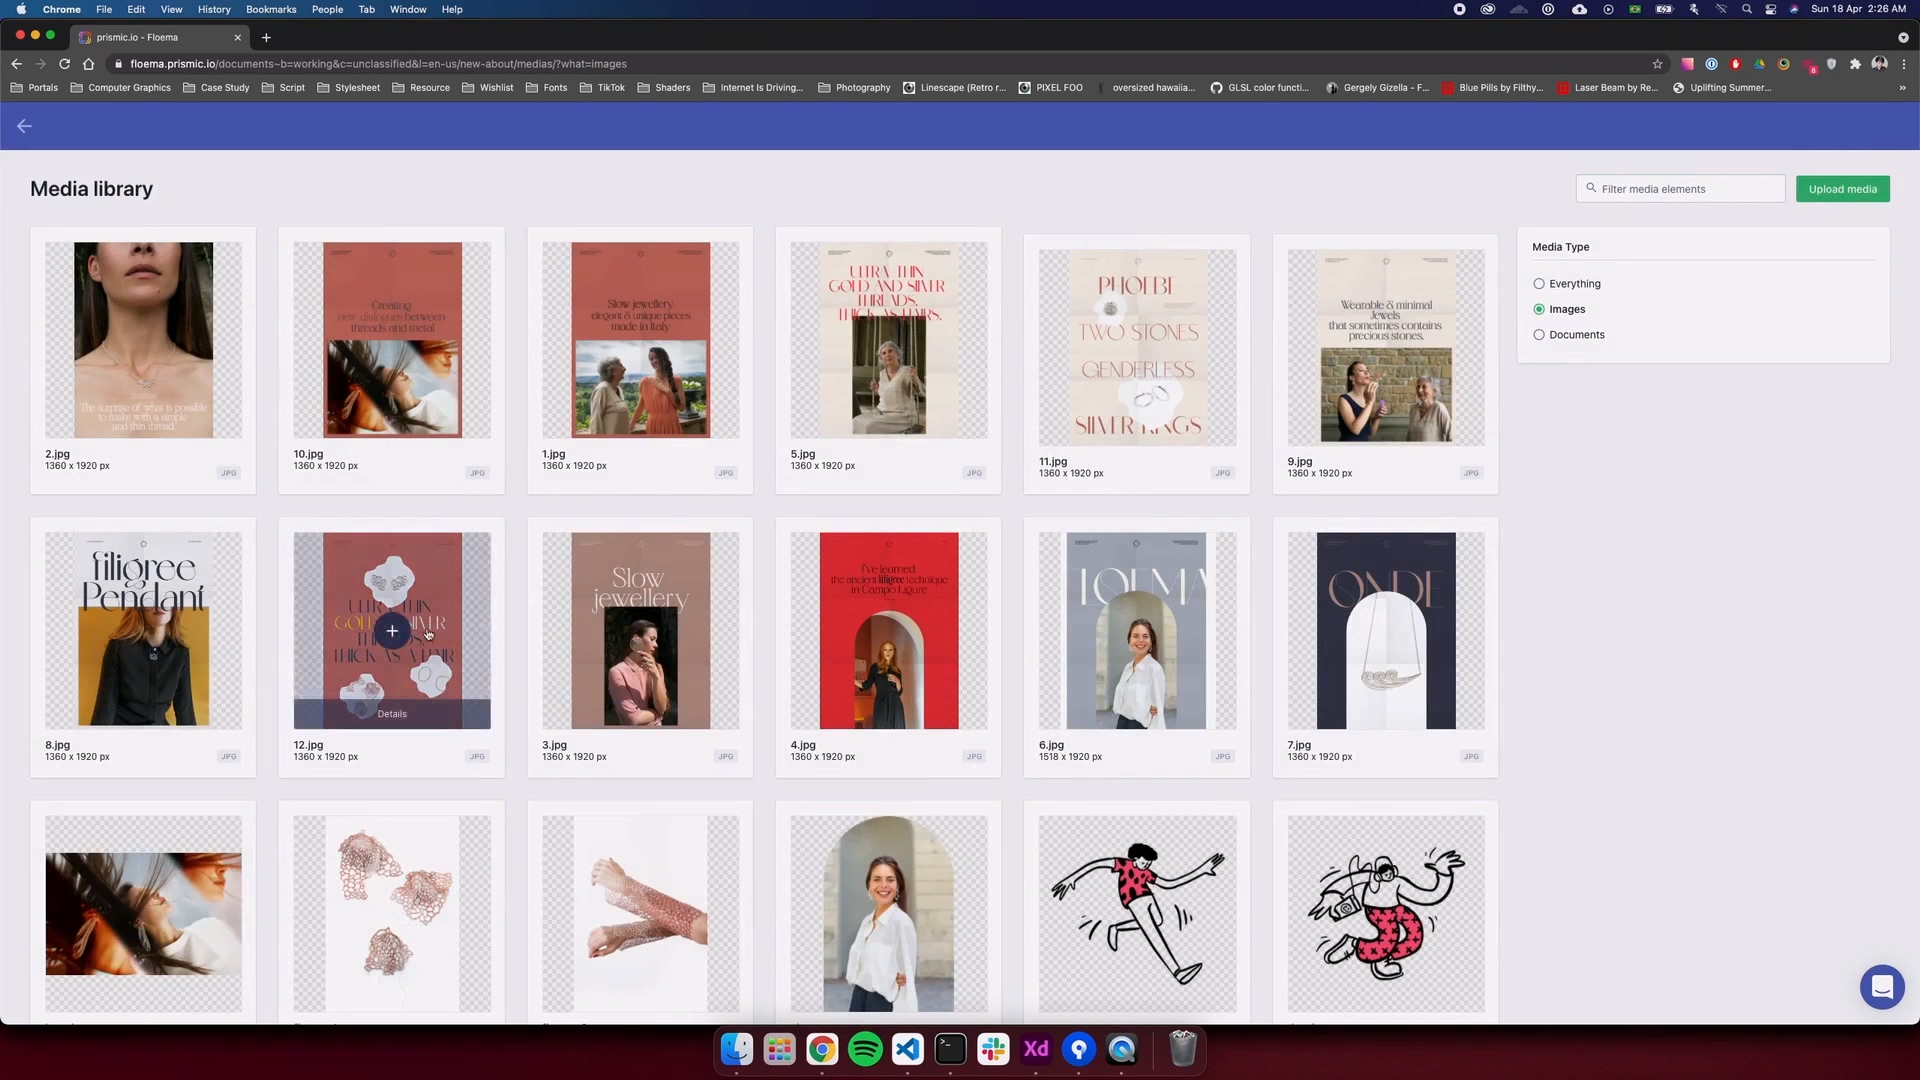 Chrome File Edit View History Bookmarks People Tab Window Help
Sun 18 Apr 2:26 AM
prismic.io - Floema
floema.prismic.io/documents~b=working&c=unclassified&l=en-us/new-about/medias/?what=images
8
Portals Computer Graphics Case Study Script Stylesheet Resource Wishlist Fonts TikTok Shaders Internet Is Driving... Photography Linescape (Retro r... PIXEL FOO oversized hawaiia... GLSL color functi... Gergely Gizella - F... Blue Pills by Filthy... Laser Beam by Re... Uplifting Summer... »
Media library
Filter media elements
Upload media
Media Type
Everything
Images
Documents
The surprise of what is possible
to make with a simple
and thin thread.
2.jpg
1360 x 1920 px
JPG
Creating
new dialogues between
threads and metal
10.jpg
1360 x 1920 px
JPG
Slow jewellery
elegant & unique pieces
made in Italy
1.jpg
1360 x 1920 px
JPG
ULTRA THIN
GOLD AND SILVER
THREADS,
THICK AS HAIRS.
5.jpg
1360 x 1920 px
JPG
PHOEBE
TWO STONES
GENDERLESS
SILVER RINGS
11.jpg
1360 x 1920 px
JPG
Wearable & minimal
Jewels
that sometimes contains
precious stones.
9.jpg
1360 x 1920 px
JPG
filigree
Pendant
8.jpg
1360 x 1920 px
JPG
ULTRA THIN
GOLD SILVER
THICK AS A HAIR
+
Details
12.jpg
1360 x 1920 px
JPG
Slow
jewellery
3.jpg
1360 x 1920 px
JPG
I've learned
the ancient filigree technique
in Campo Ligure
4.jpg
1360 x 1920 px
JPG
LOEMA
6.jpg
1518 x 1920 px
JPG
ONDE
7.jpg
1360 x 1920 px
JPG
>_
Xd